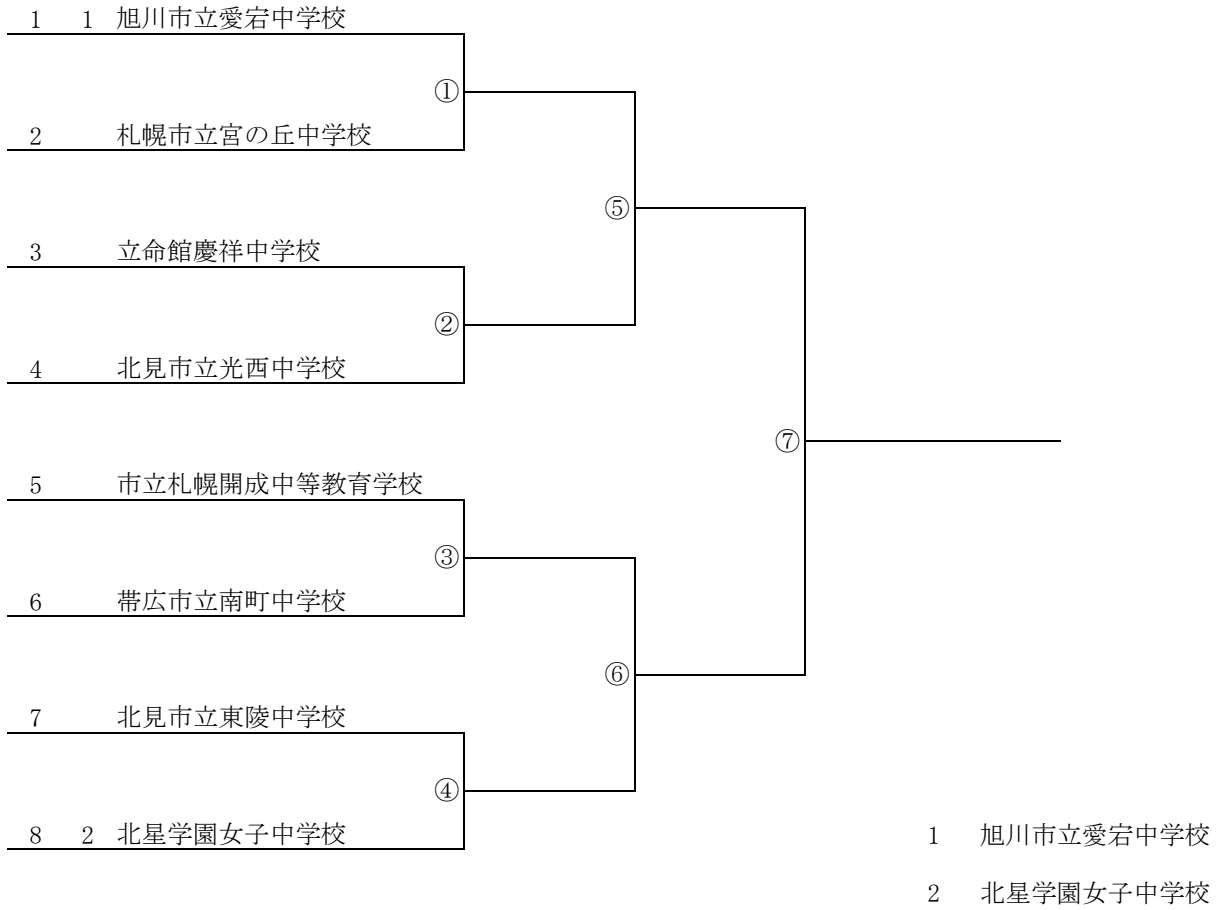 1 1 旭川市立愛宕中学校
①
2 札幌市立宮の丘中学校
⑤
3 立命館慶祥中学校
②
4 北見市立光西中学校
⑦
5 市立札幌開成中等教育学校
③
6 帯広市立南町中学校
⑥
7 北見市立東陵中学校
④
8 2 北星学園女子中学校
1 旭川市立愛宕中学校
2 北星学園女子中学校